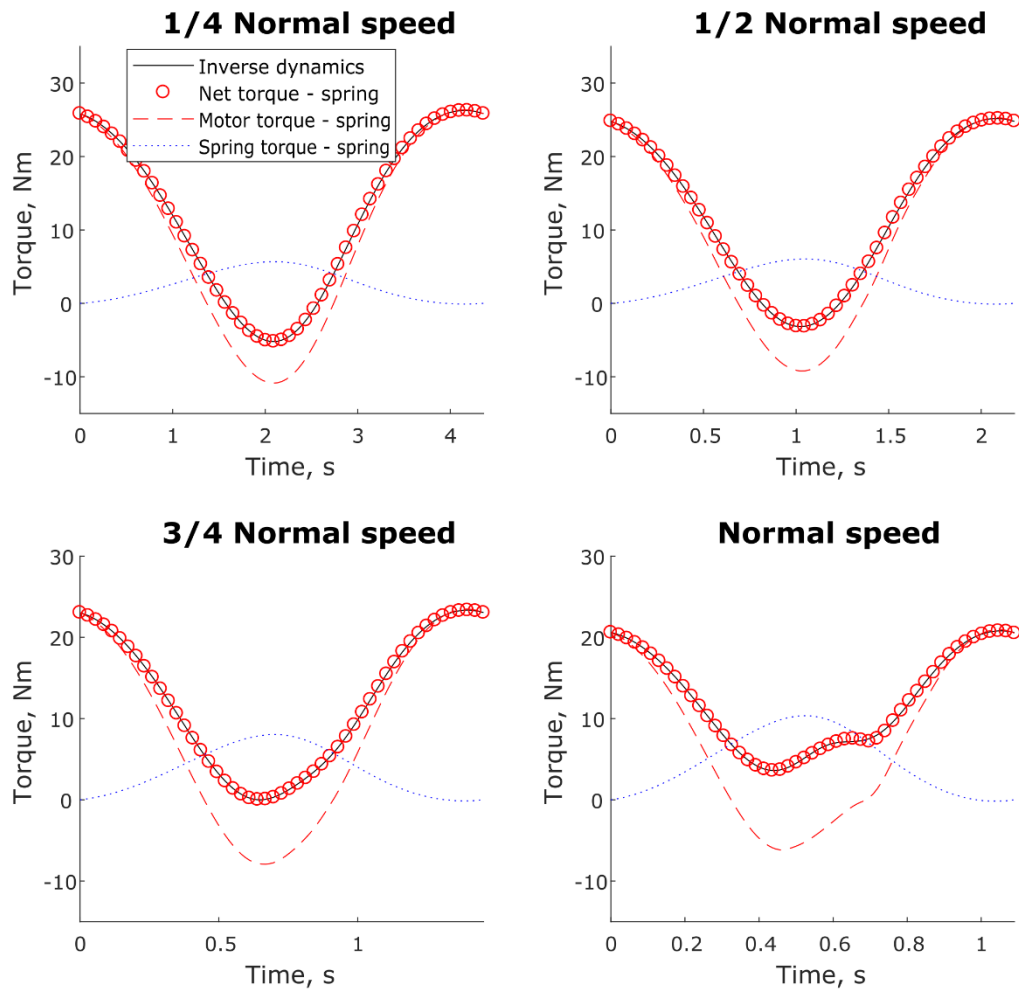 1/4 Normal speed
Inverse dynamics
Net torque - spring
Motor torque - spring
Spring torque - spring
30
20
10
0
-10
Torque, Nm
0 1 2 3 4
Time, s
1/2 Normal speed
30
20
10
0
-10
Torque, Nm
0 0.5 1 1.5 2
Time, s
3/4 Normal speed
30
20
10
0
-10
Torque, Nm
0 0.5 1
Time, s
Normal speed
30
20
10
0
-10
Torque, Nm
0 0.2 0.4 0.6 0.8 1
Time, s